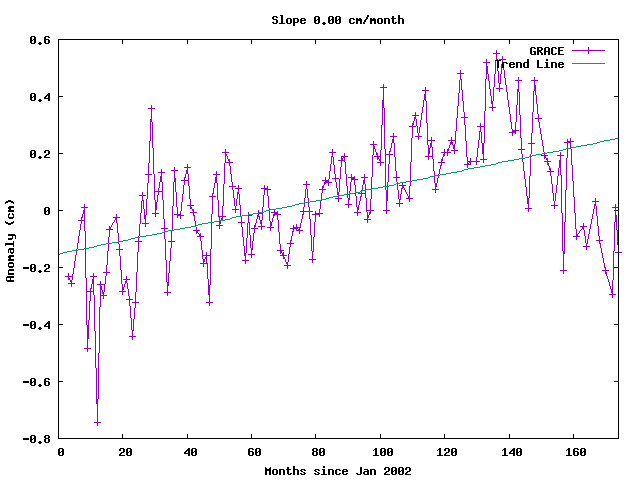 Slope 0.00 cm/month
GRACE
Trend Line
0.6
0.4
0.2
0
-0.2
-0.4
-0.6
-0.8
Anomaly (cm)
0 20 40 60 80 100 120 140 160
Months since Jan 2002